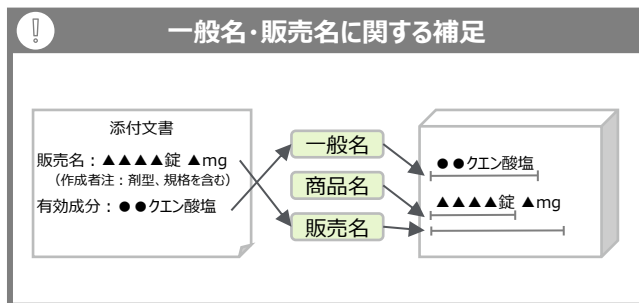 一般名・販売名に関する補足
添付文書
販売名：▲▲▲▲錠 ▲mg
（作成者注：剤型、規格を含む）
有効成分：●●クエン酸塩
一般名
商品名
販売名
●●クエン酸塩
▲▲▲▲錠 ▲mg